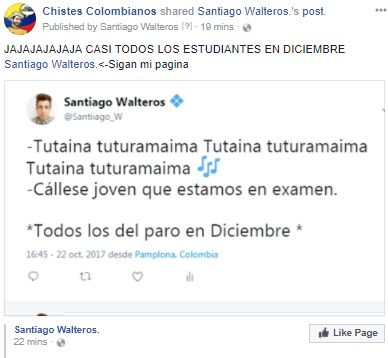 Chistes Colombianos shared Santiago Walteros.'s post.
Published by Santiago Walteros · 19 mins ·
JAJAJAJAJAJA CASI TODOS LOS ESTUDIANTES EN DICIEMBRE
Santiago Walteros.<-Sigan mi pagina
Santiago Walteros
@Santiiago_W
-Tutaina tuturamaima Tutaina tuturamaima
Tutaina tuturamaima 🎶
-Cállese joven que estamos en examen.
*Todos los del paro en Diciembre *
16:45 - 22 oct. 2017 desde Pamplona, Colombia
Santiago Walteros.
22 mins ·
Like Page